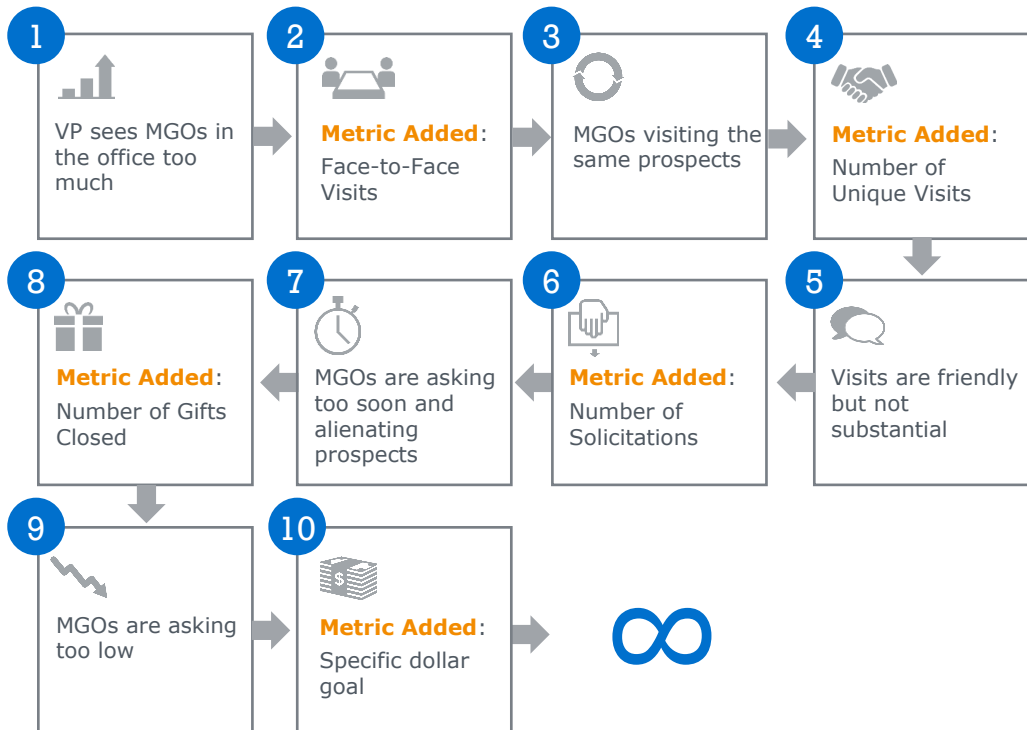 1
VP sees MGOs in
the office too
much
2
Metric Added:
Face-to-Face
Visits
3
MGOs visiting the
same prospects
4
Metric Added:
Number of
Unique Visits
5
Visits are friendly
but not
substantial
6
Metric Added:
Number of
Solicitations
7
MGOs are asking
too soon and
alienating
prospects
8
Metric Added:
Number of Gifts
Closed
9
MGOs are asking
too low
10
$
Metric Added:
Specific dollar
goal
∞